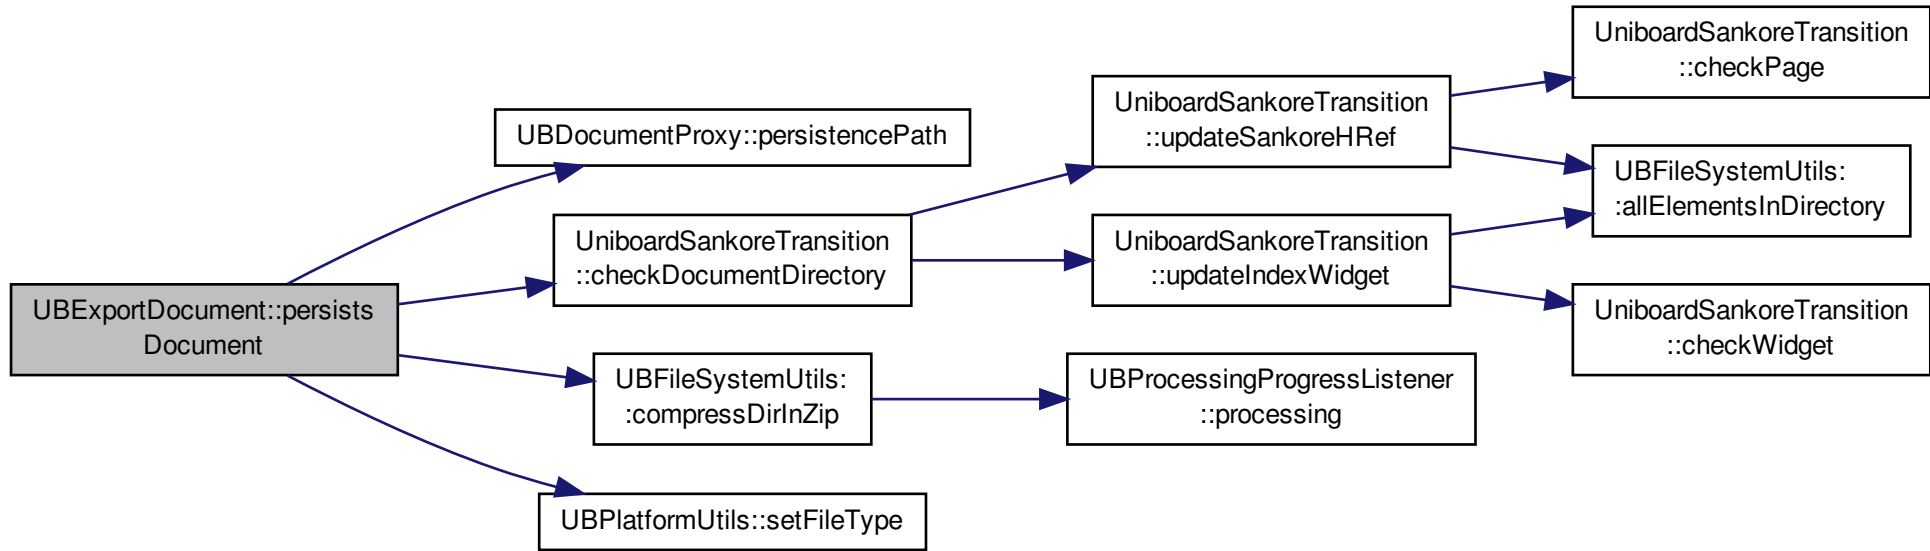 UBExportDocument::persists
Document
UBDocumentProxy::persistencePath
UniboardSankoreTransition
::checkDocumentDirectory
UBFileSystemUtils:
:compressDirInZip
UBPlatformUtils::setFileType
UniboardSankoreTransition
::updateSankoreHRef
UniboardSankoreTransition
::updateIndexWidget
UBProcessingProgressListener
::processing
UniboardSankoreTransition
::checkPage
UBFileSystemUtils:
:allElementsInDirectory
UniboardSankoreTransition
::checkWidget